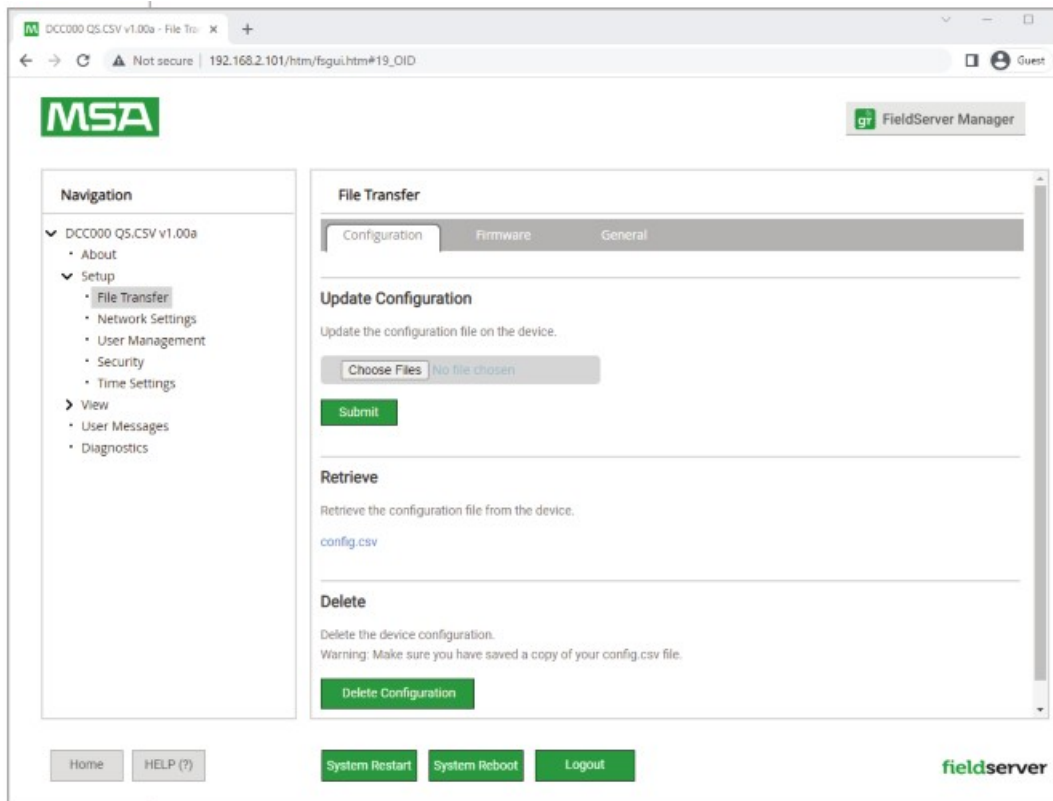 DCC000 QS.CSV v1.00a - File Tra
Not secure | 192.168.2.101/htm/fsgui.htm#19_OID
Guest
MSA
FieldServer Manager
Navigation
DCC000 QS.CSV v1.00a
About
Setup
File Transfer
Network Settings
User Management
Security
Time Settings
View
User Messages
Diagnostics
File Transfer
Configuration Firmware General
Update Configuration
Update the configuration file on the device.
Choose Files No file chosen
Submit
Retrieve
Retrieve the configuration file from the device.
config.csv
Delete
Delete the device configuration.
Warning: Make sure you have saved a copy of your config.csv file.
Delete Configuration
Home HELP (?) System Restart System Reboot Logout
fieldserver